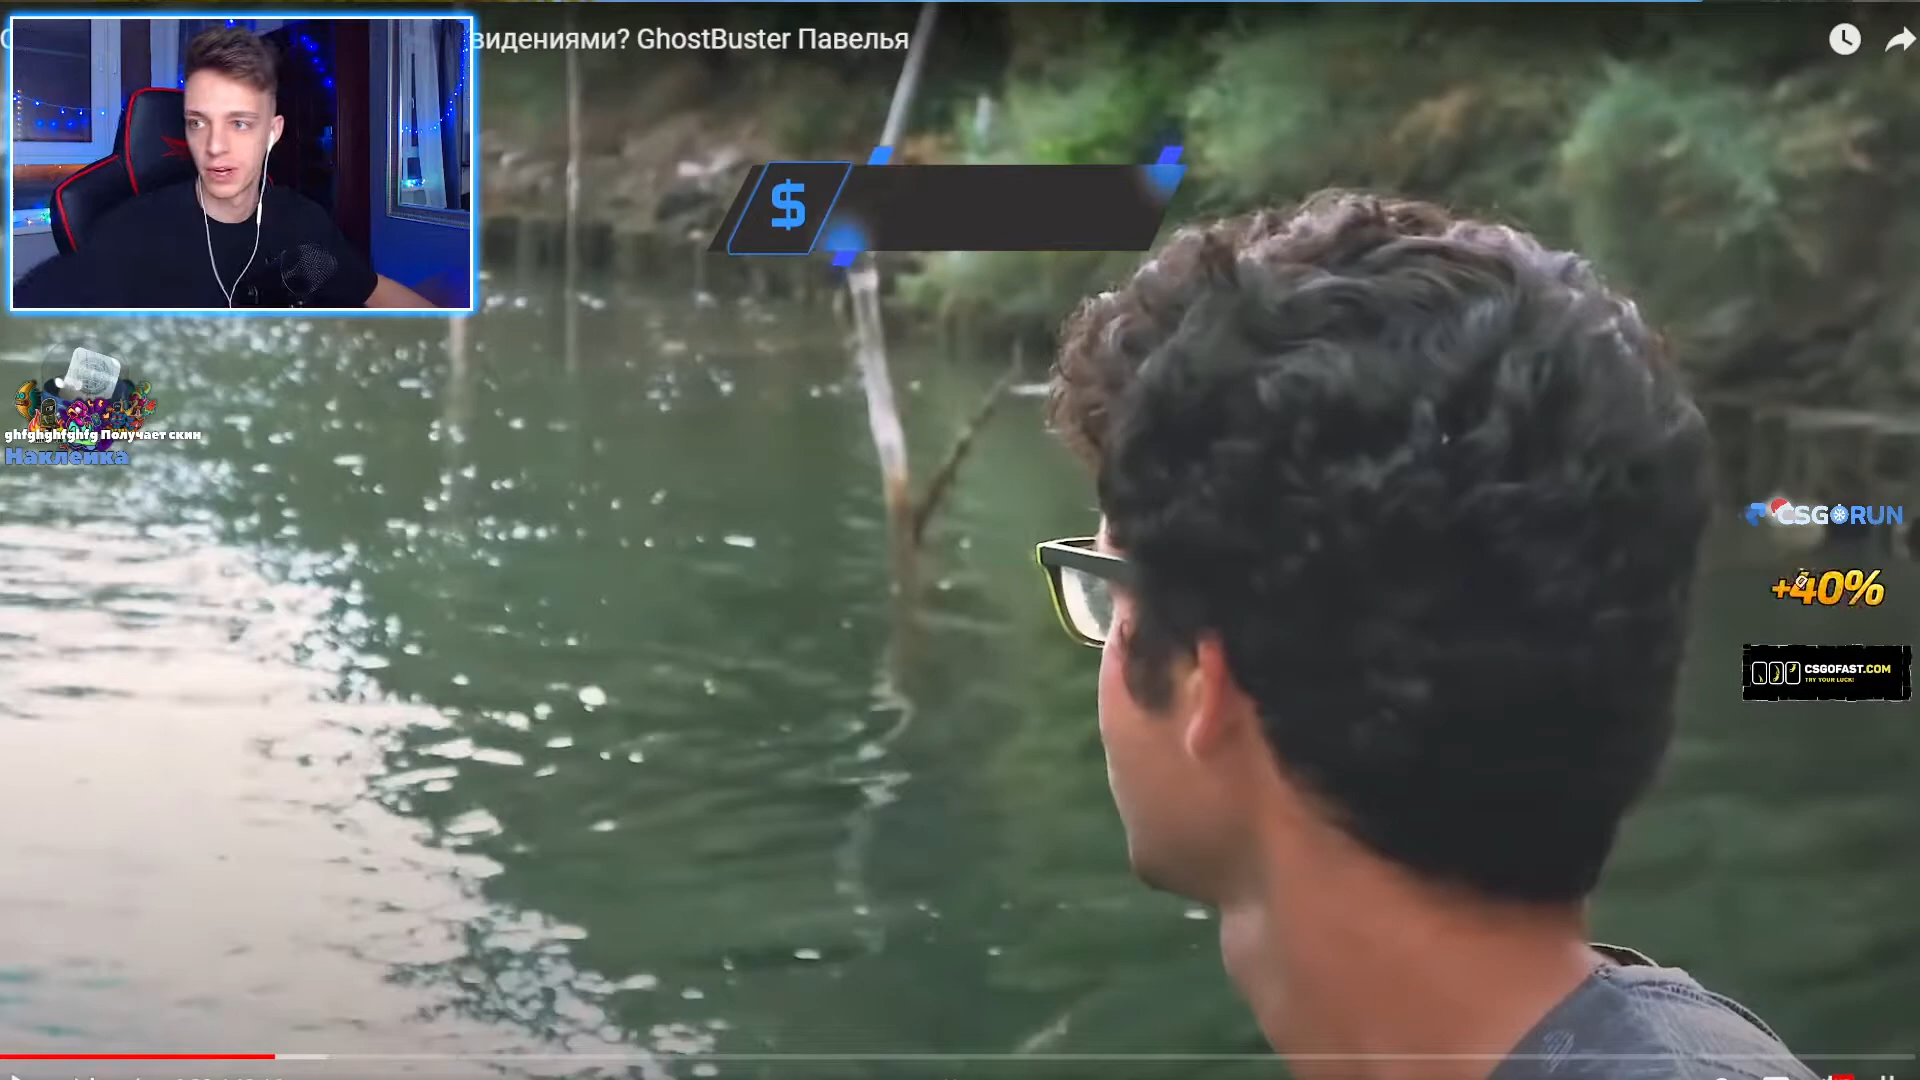 видениями? GhostBuster Павелья
$
ghfghghfghfg Получает скин
Наклейка
CSGORUN
+40%
CSGOFAST.COM
TRY YOUR LUCK!